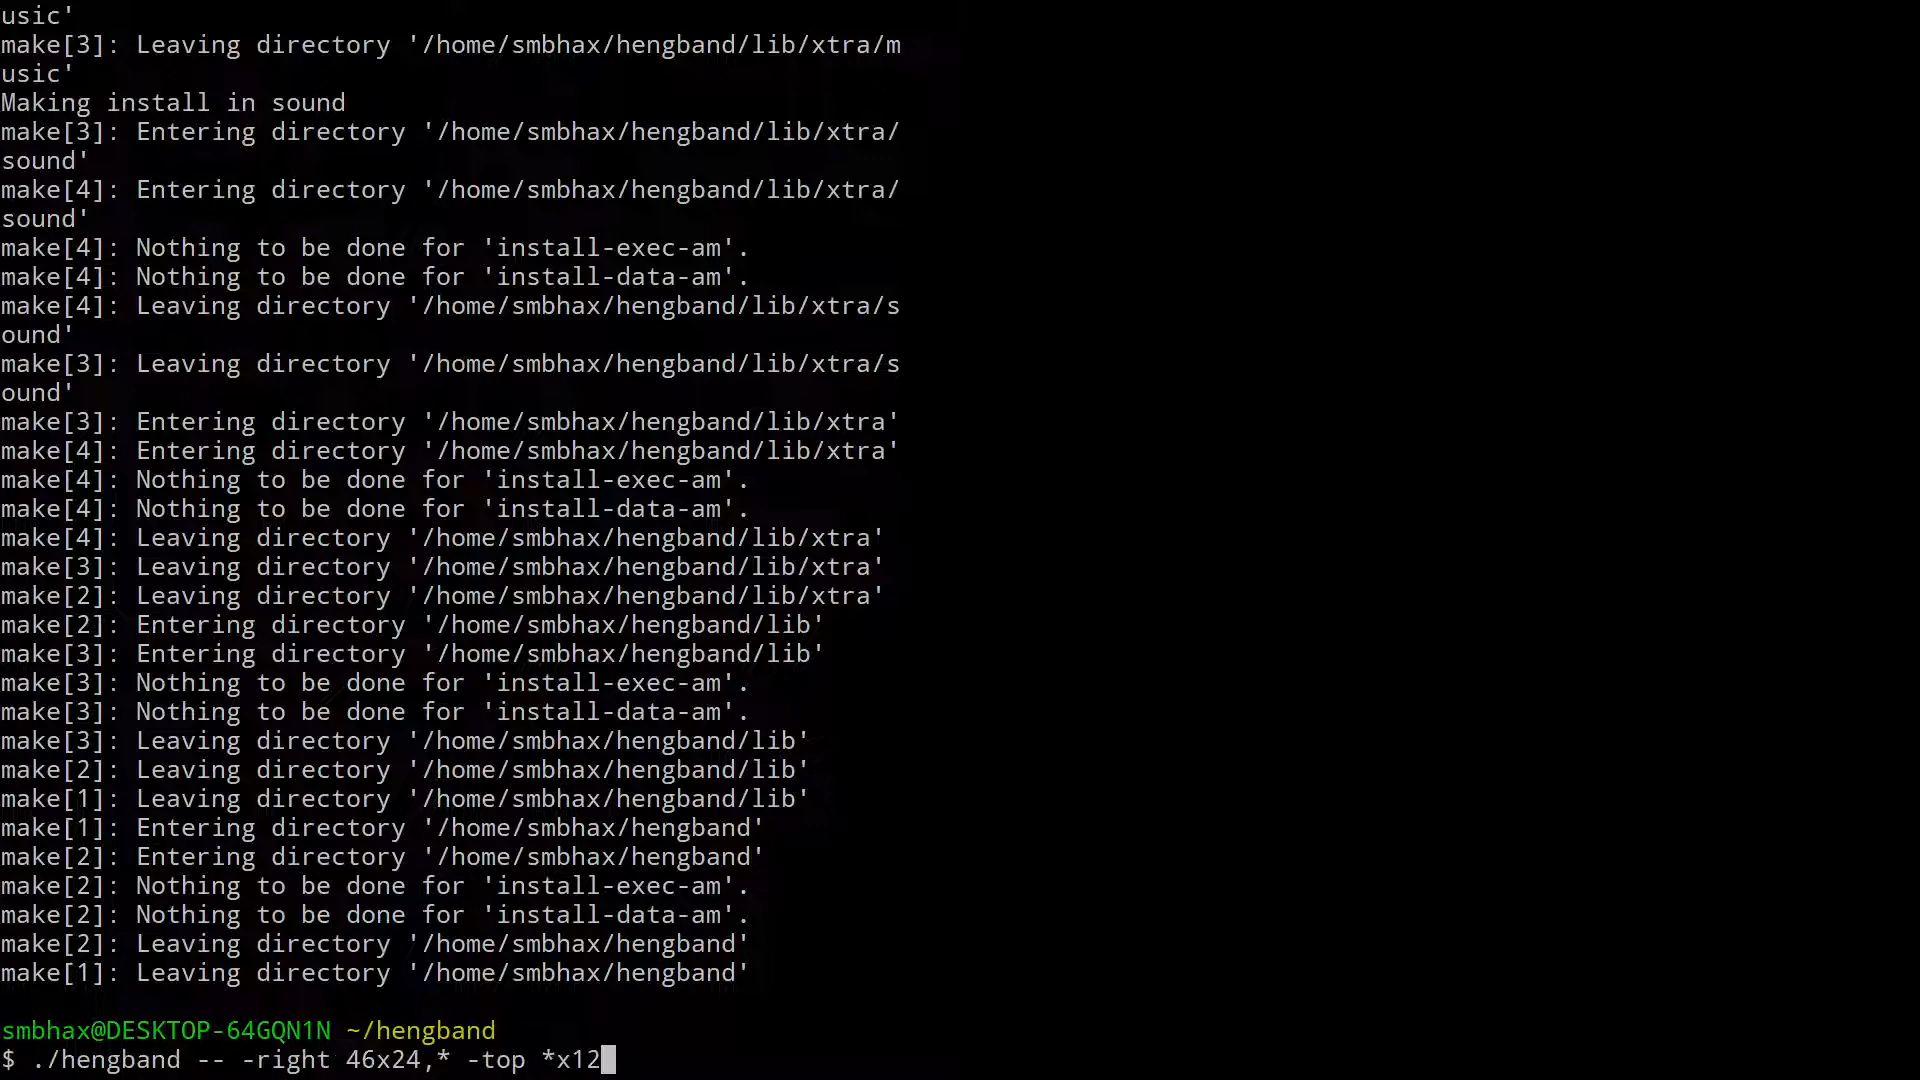 usic'
make[3]: Leaving directory '/home/smbhax/hengband/lib/xtra/m
usic'
Making install in sound
make[3]: Entering directory '/home/smbhax/hengband/lib/xtra/
sound'
make[4]: Entering directory '/home/smbhax/hengband/lib/xtra/
sound'
make[4]: Nothing to be done for 'install-exec-am'.
make[4]: Nothing to be done for 'install-data-am'.
make[4]: Leaving directory '/home/smbhax/hengband/lib/xtra/s
ound'
make[3]: Leaving directory '/home/smbhax/hengband/lib/xtra/s
ound'
make[3]: Entering directory '/home/smbhax/hengband/lib/xtra'
make[4]: Entering directory '/home/smbhax/hengband/lib/xtra'
make[4]: Nothing to be done for 'install-exec-am'.
make[4]: Nothing to be done for 'install-data-am'.
make[4]: Leaving directory '/home/smbhax/hengband/lib/xtra'
make[3]: Leaving directory '/home/smbhax/hengband/lib/xtra'
make[2]: Leaving directory '/home/smbhax/hengband/lib/xtra'
make[2]: Entering directory '/home/smbhax/hengband/lib'
make[3]: Entering directory '/home/smbhax/hengband/lib'
make[3]: Nothing to be done for 'install-exec-am'.
make[3]: Nothing to be done for 'install-data-am'.
make[3]: Leaving directory '/home/smbhax/hengband/lib'
make[2]: Leaving directory '/home/smbhax/hengband/lib'
make[1]: Leaving directory '/home/smbhax/hengband/lib'
make[1]: Entering directory '/home/smbhax/hengband'
make[2]: Entering directory '/home/smbhax/hengband'
make[2]: Nothing to be done for 'install-exec-am'.
make[2]: Nothing to be done for 'install-data-am'.
make[2]: Leaving directory '/home/smbhax/hengband'
make[1]: Leaving directory '/home/smbhax/hengband'
smbhax@DESKTOP-64GQN1N ~/hengband
$ ./hengband -- -right 46x24,* -top *x12